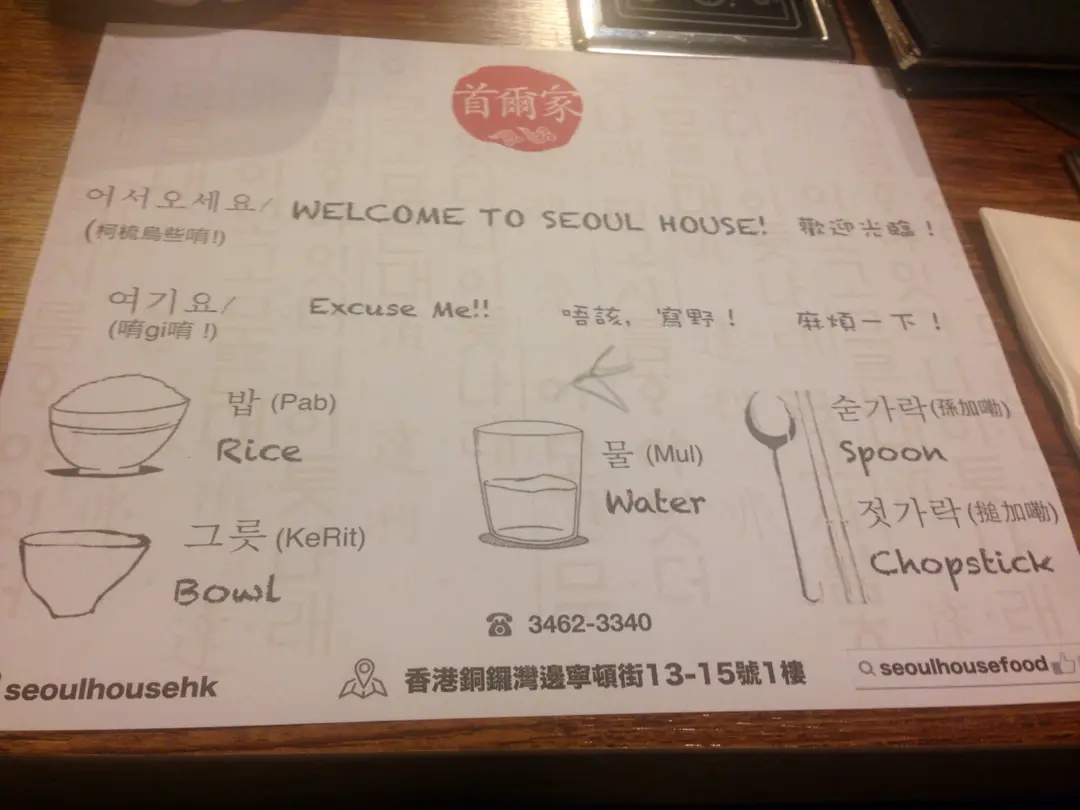 首爾家
어서오세요/ WELCOME TO SEOUL HOUSE! 歡迎光臨！
(柯梳烏些唷!)
여기요/ Excuse Me!! 唔該, 寫野！ 麻煩一下！
(唷gi唷 !)
밥 (Pab)
Rice
그릇 (KeRit)
Bowl
물 (Mul)
Water
숟가락(孫加嘞)
Spoon
젓가락(搥加嘞)
Chopstick
3462-3340
seoulhousehk
香港銅鑼灣邊寧頓街13-15號1樓
seoulhousefood